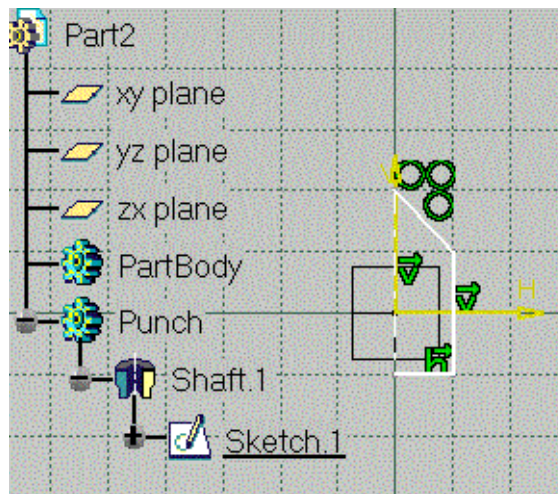 Part2
xy plane
yz plane
zx plane
PartBody
Punch
Shaft.1
Sketch.1
V
H
V
V
H